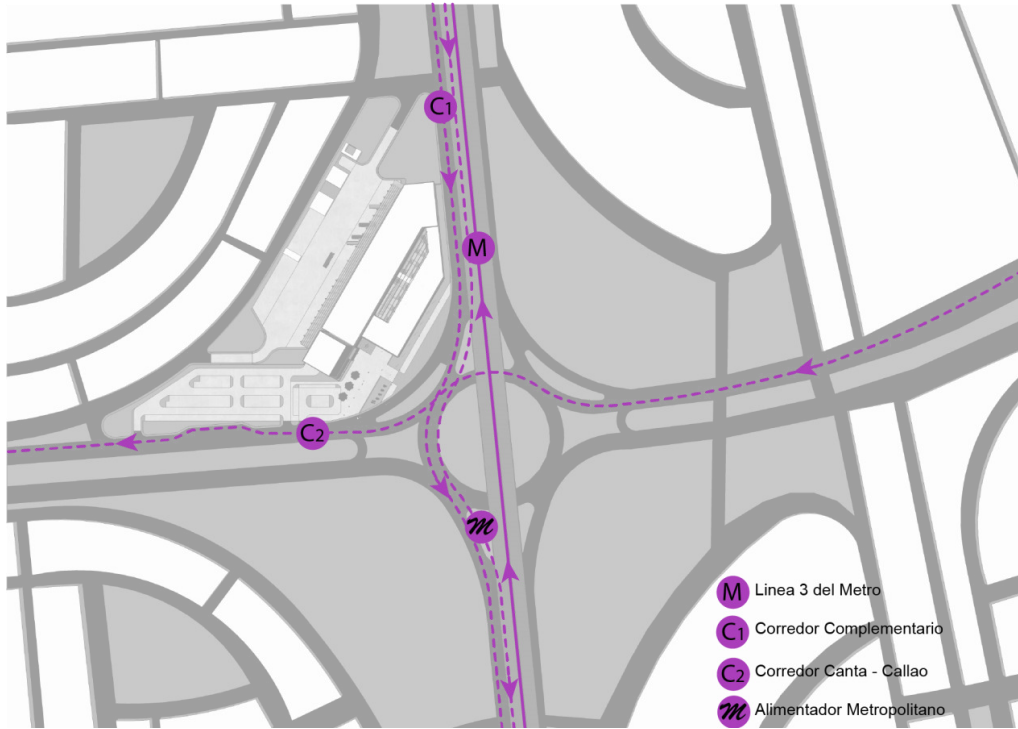 C1
M
C2
M
M Linea 3 del Metro
C1 Corredor Complementario
C2 Corredor Canta - Callao
M Alimentador Metropolitano